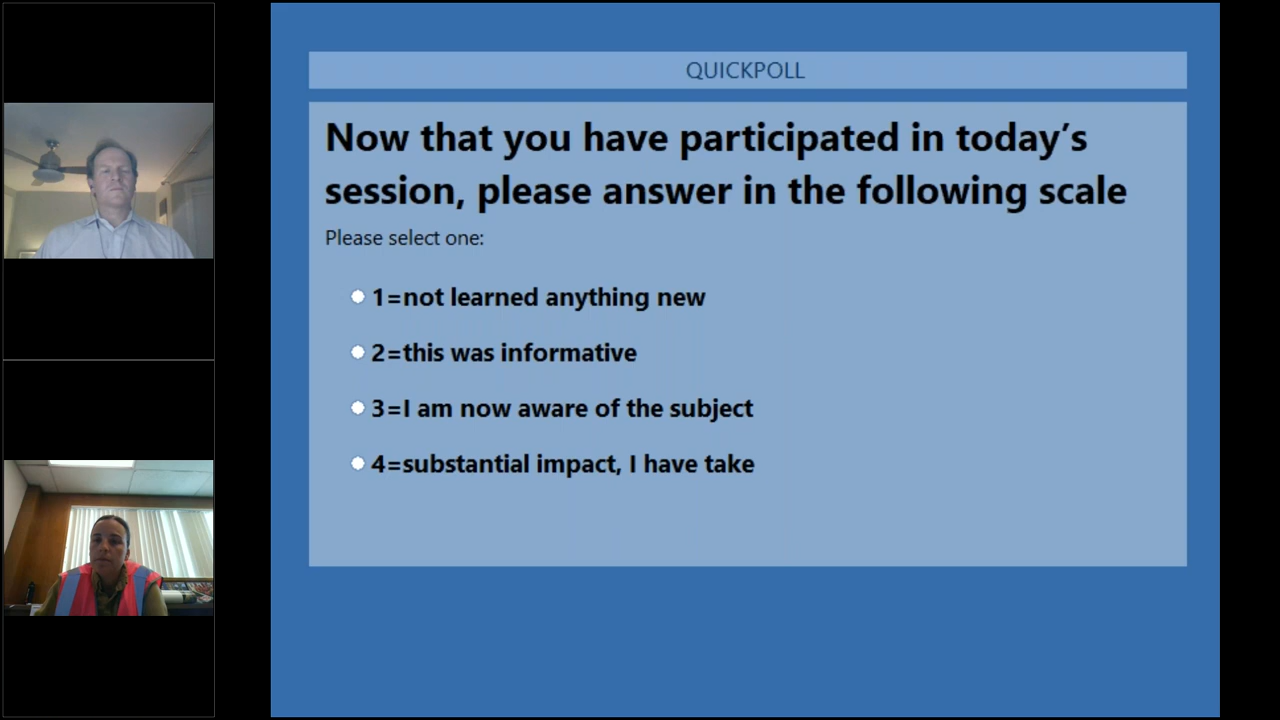 QUICKPOLL
Now that you have participated in today’s
session, please answer in the following scale
Please select one:
1=not learned anything new
2=this was informative
3=I am now aware of the subject
4=substantial impact, I have take